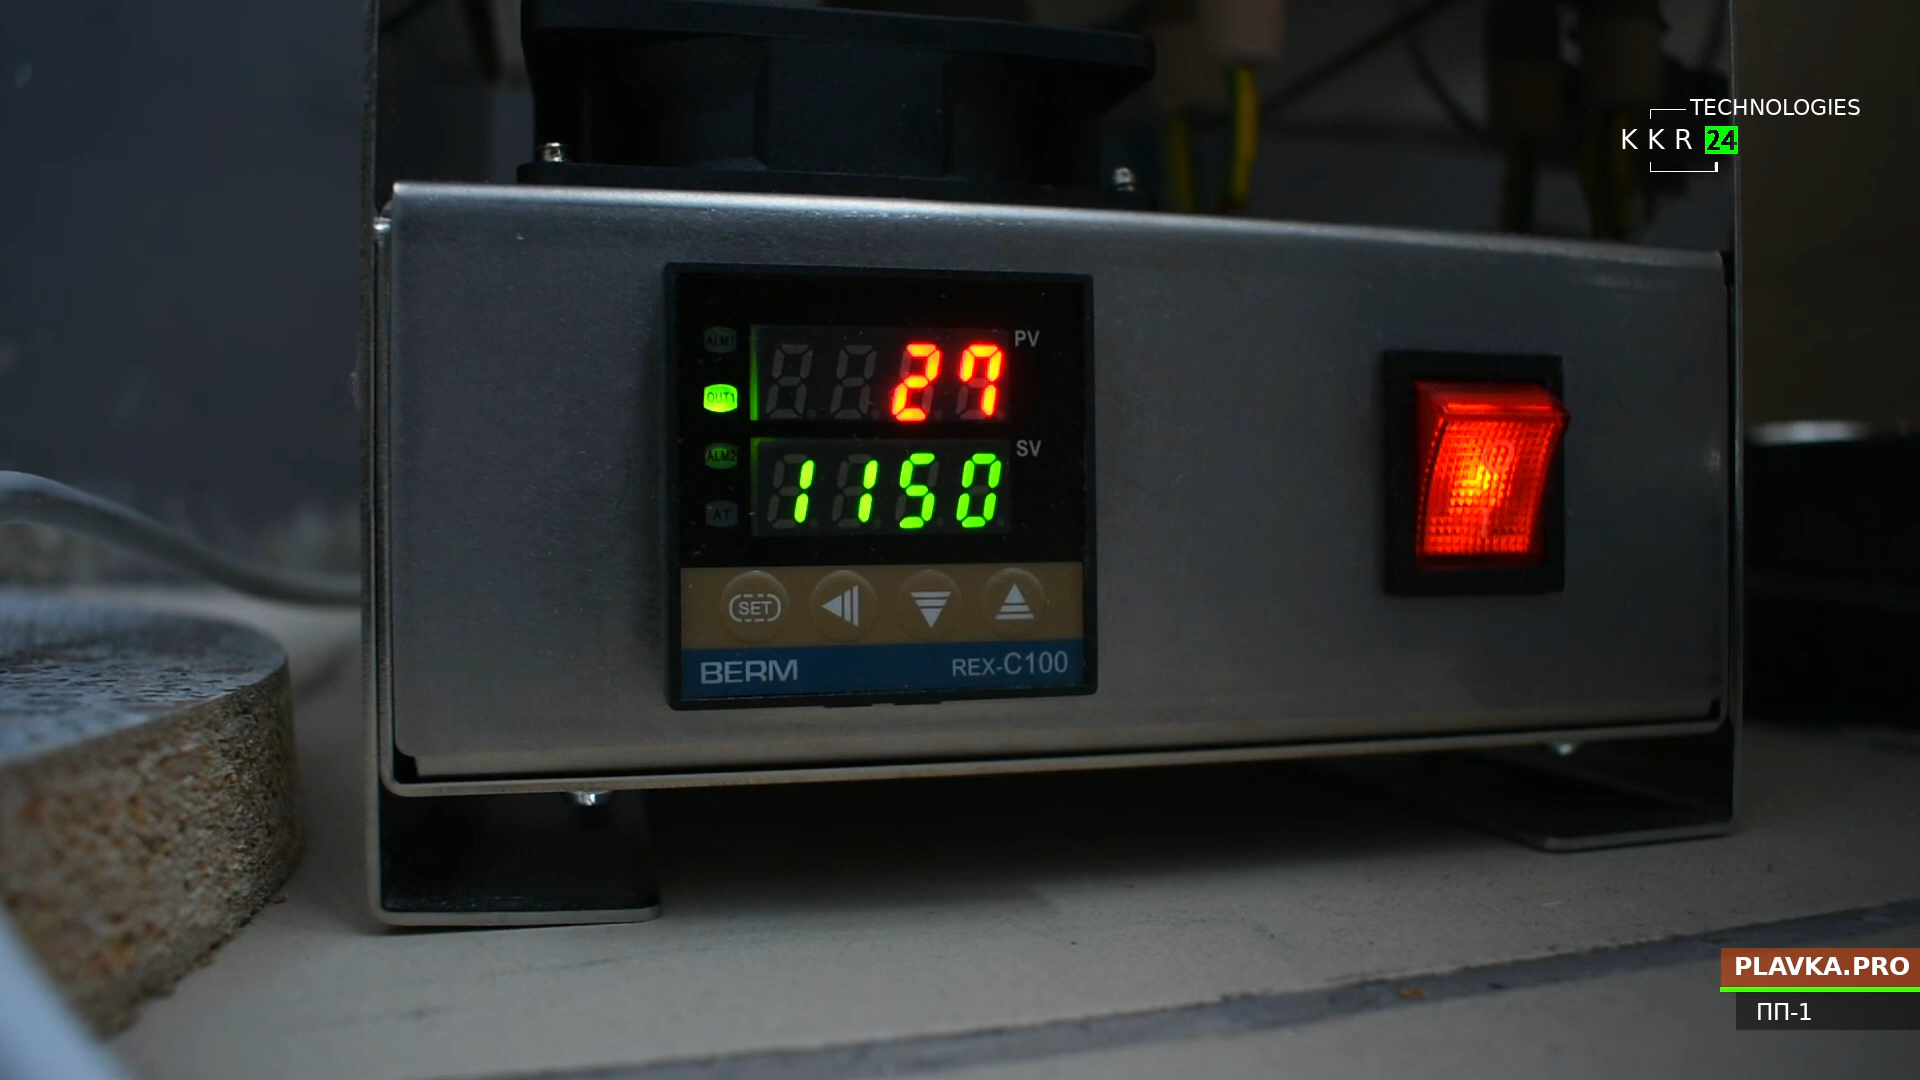 TECHNOLOGIES
KKR 24
ALM1
PV
27
OUT1
SV
ALM2
1150
AT
SET
BERM
REX-C100
PLAVKA.PRO
ПП-1